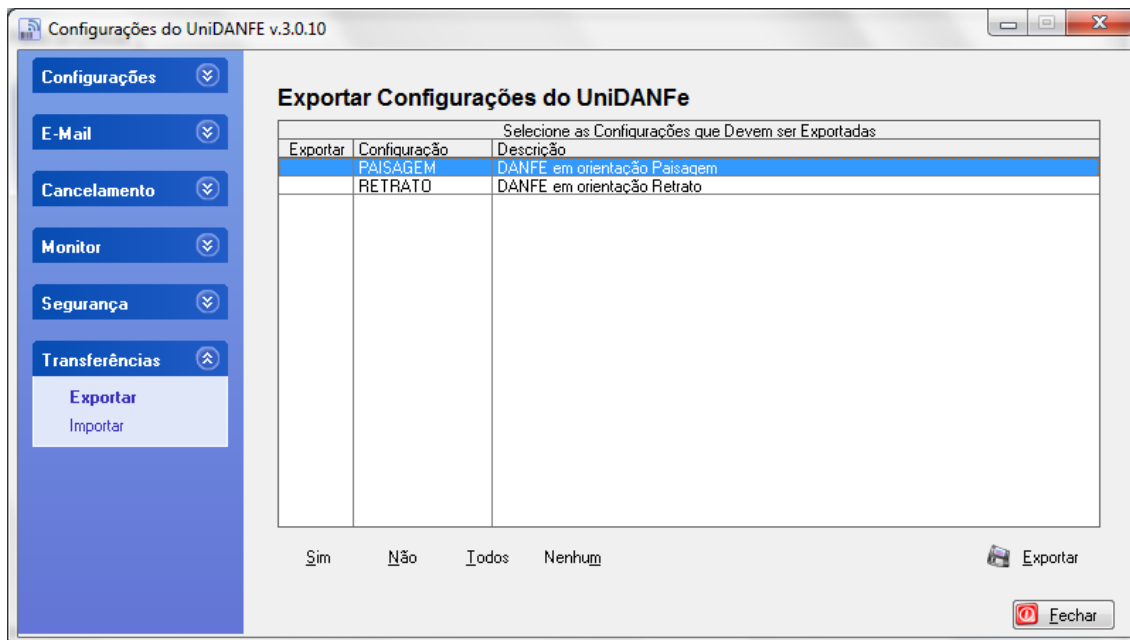 Configurações do UniDANFE v.3.0.10
Configurações
E-Mail
Cancelamento
Monitor
Segurança
Transferências
Exportar
Importar
Exportar Configurações do UniDANFe
Selecione as Configurações que Devem ser Exportadas
Exportar Configuração Descrição
PAISAGEM DANFE em orientação Paisagem
RETRATO DANFE em orientação Retrato
Sim Não Todos Nenhum Exportar
Fechar